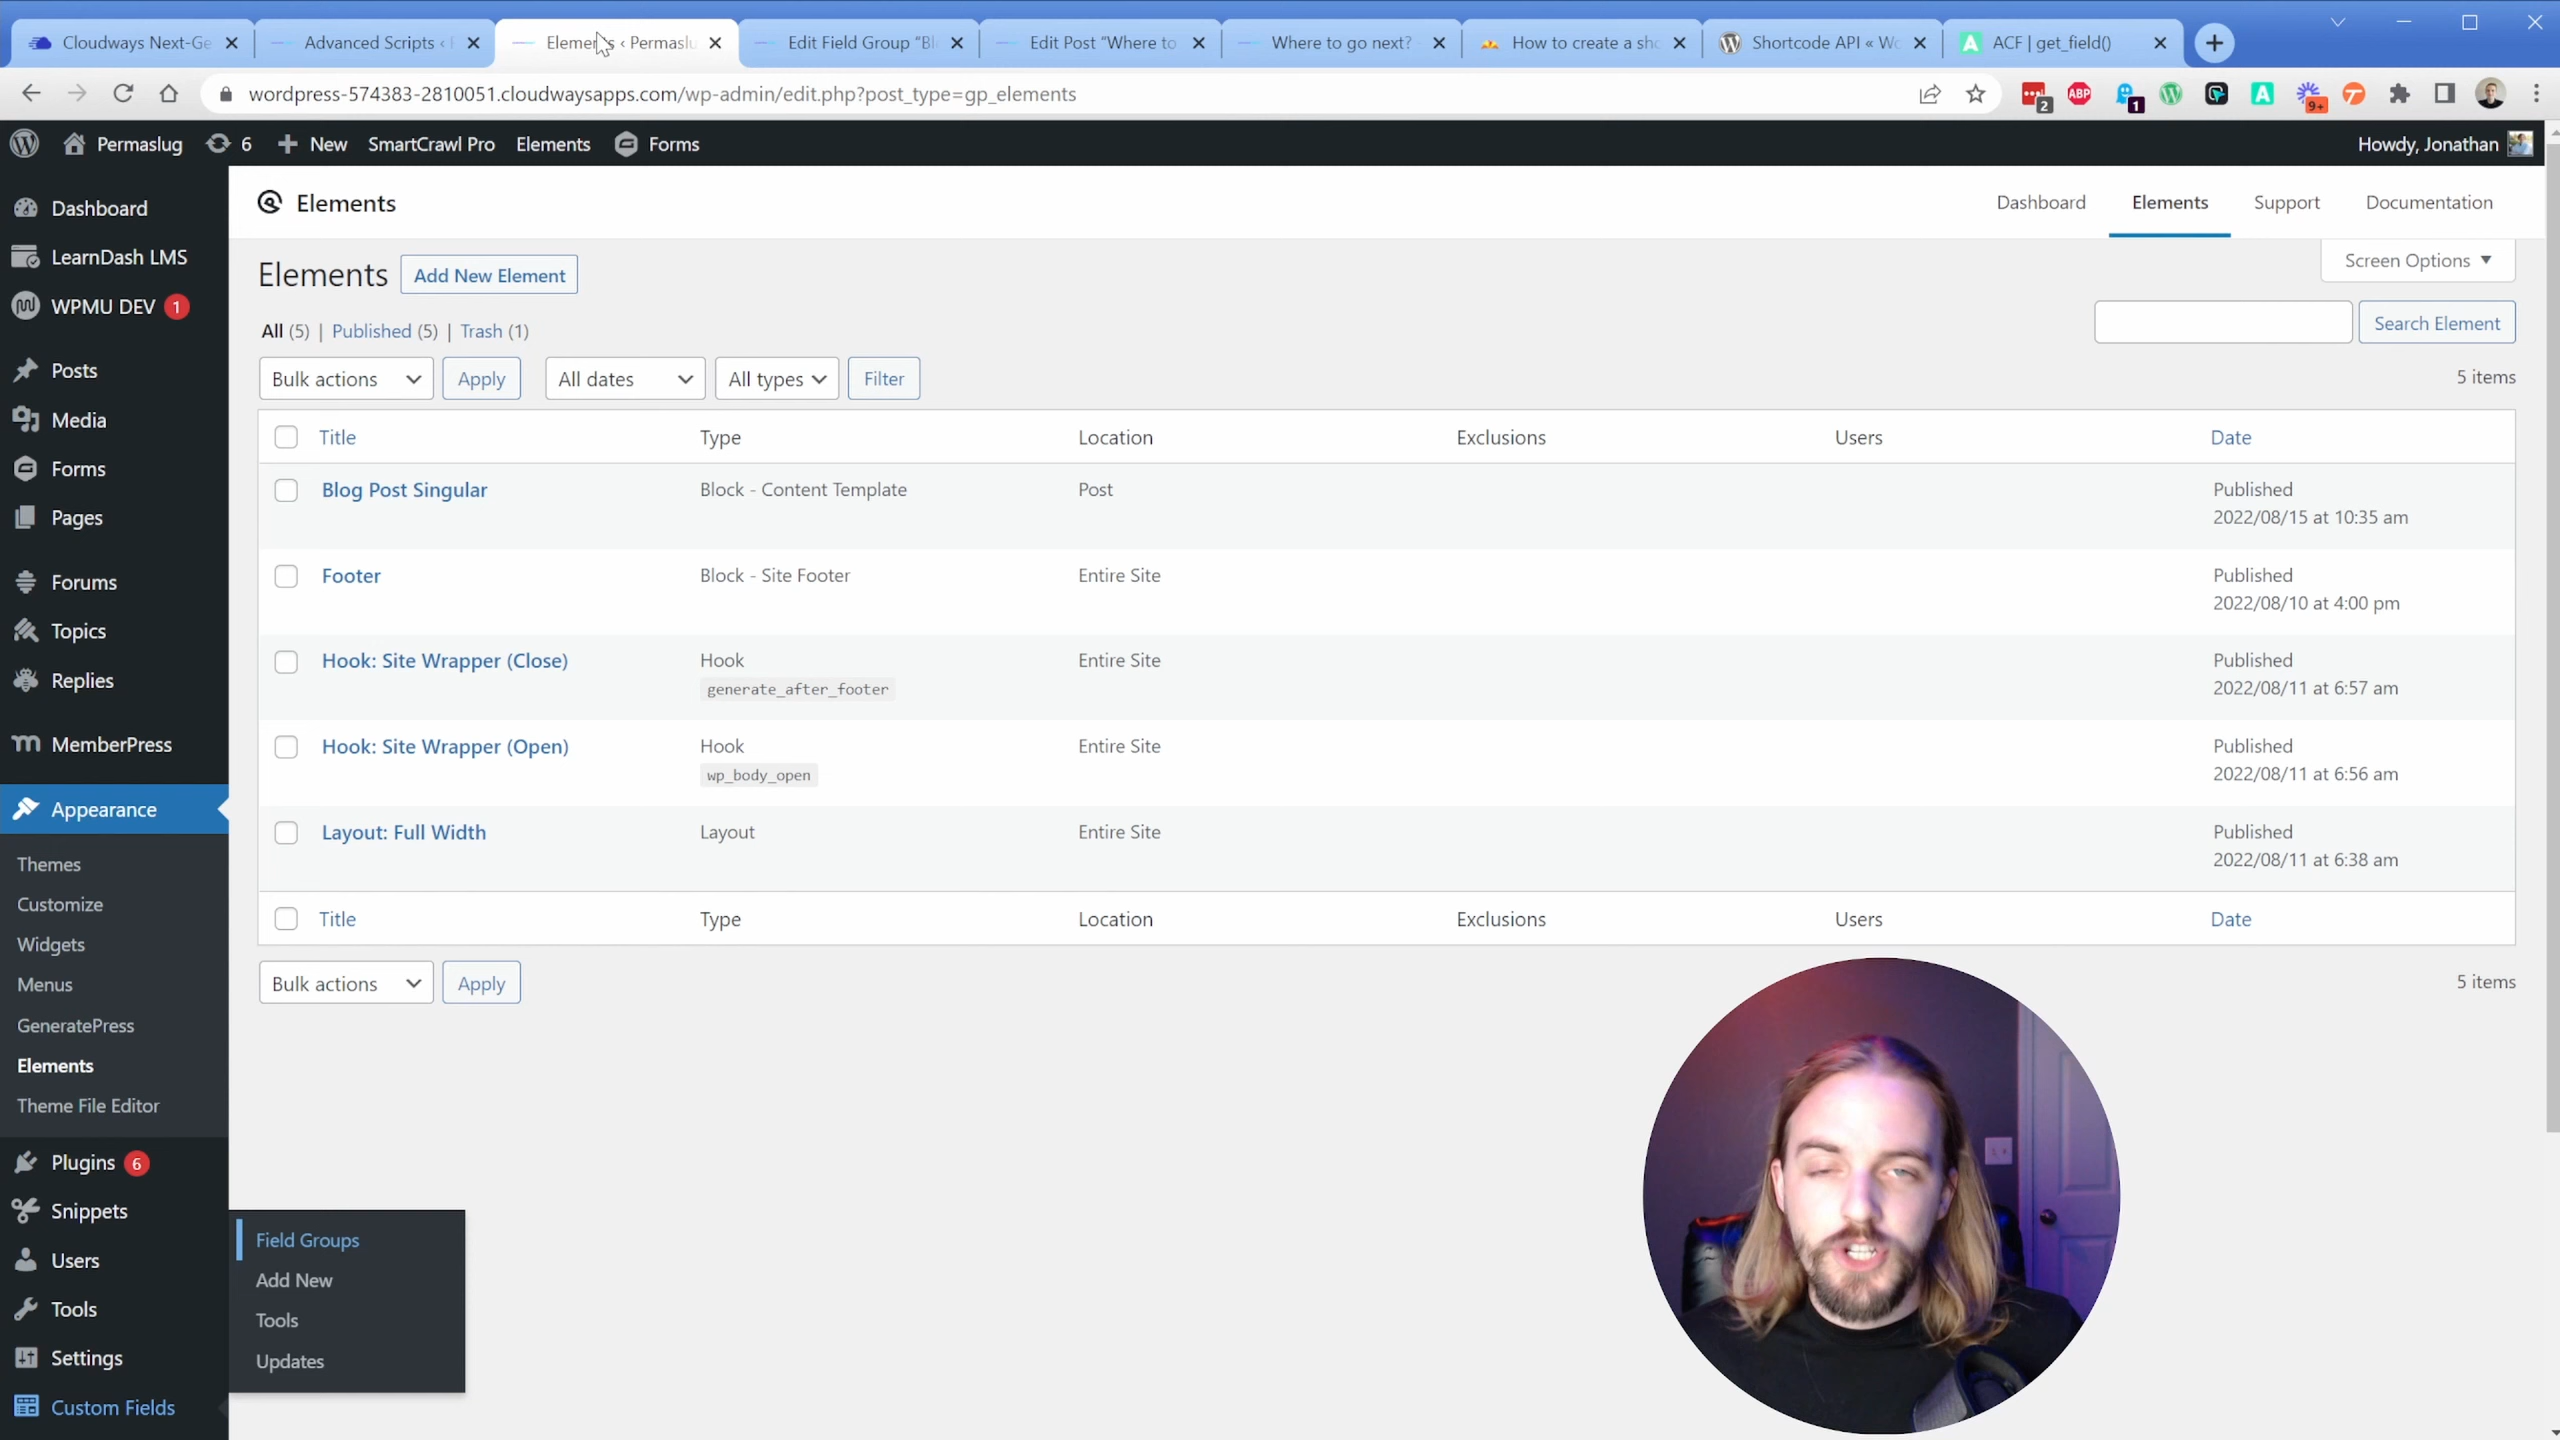 Cloudways Next-Ge
Advanced Scripts ‹
Elements ‹ Permaslu
Edit Field Group “Bl
Edit Post “Where to
Where to go next?
How to create a sho
Shortcode API « Wo
ACF | get_field()
wordpress-574383-2810051.cloudwaysapps.com/wp-admin/edit.php?post_type=gp_elements
2
ABP
1
9+
Permaslug
6
New
SmartCrawl Pro
Elements
Forms
Howdy, Jonathan
Dashboard
LearnDash LMS
WPMU DEV 1
Posts
Media
Forms
Pages
Forums
Topics
Replies
MemberPress
Appearance
Themes
Customize
Widgets
Menus
GeneratePress
Elements
Theme File Editor
Plugins 6
Snippets
Users
Tools
Settings
Custom Fields
Field Groups
Add New
Tools
Updates
Elements
Dashboard Elements Support Documentation
Elements Add New Element
Screen Options
All (5) | Published (5) | Trash (1)
Search Element
Bulk actions Apply All dates All types Filter
5 items
Title Type Location Exclusions Users Date
Blog Post Singular Block - Content Template Post Published
2022/08/15 at 10:35 am
Footer Block - Site Footer Entire Site Published
2022/08/10 at 4:00 pm
Hook: Site Wrapper (Close) Hook Entire Site Published
generate_after_footer 2022/08/11 at 6:57 am
Hook: Site Wrapper (Open) Hook Entire Site Published
wp_body_open 2022/08/11 at 6:56 am
Layout: Full Width Layout Entire Site Published
2022/08/11 at 6:38 am
Title Type Location Exclusions Users Date
Bulk actions Apply
5 items